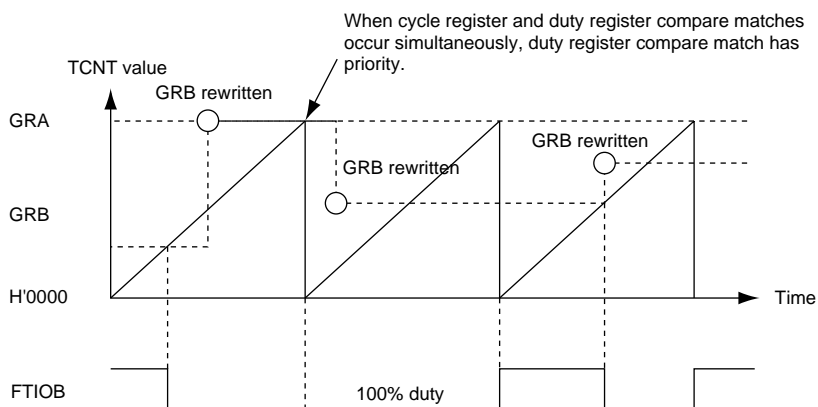 When cycle register and duty register compare matches
occur simultaneously, duty register compare match has
priority.
TCNT value
GRB rewritten
GRA
GRB rewritten
GRB rewritten
GRB
H'0000
Time
FTIOB
100% duty